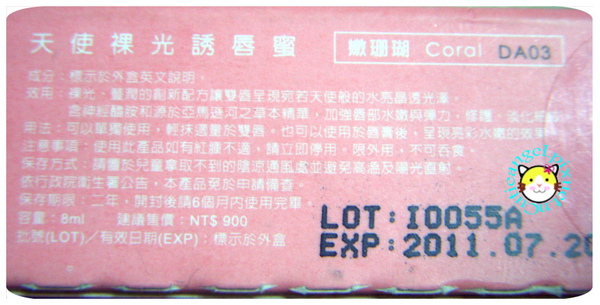 天使裸光誘唇蜜 嫩珊瑚 Coral DA03
成分：標示於外盒英文說明。
效用：裸光、豐潤的創新配方讓雙唇呈現宛若天使般的水亮晶透光澤，
含神經醯胺和源於亞馬遜河之草本精華，加強唇部水嫩與彈力，修護、淡化細紋
用法：可以單獨使用，輕抹適量於雙唇。也可以使用於唇膏後，呈現亮彩水嫩的效果
注意事項：使用此產品如有紅腫不適，請立即停用。限外用，不可吞食。
保存方式：請置於兒童拿取不到的陰涼通風處並避免高溫及陽光直射。
依行政院衛生署公告，本產品免於申請備查。
保存期限：二年，開封後請6個月內使用完畢。
容量：8ml 建議售價：NT$ 900
批號(LOT)／有效日期(EXP)：標示於外盒
LOT:I0055A
EXP:2011.07.20